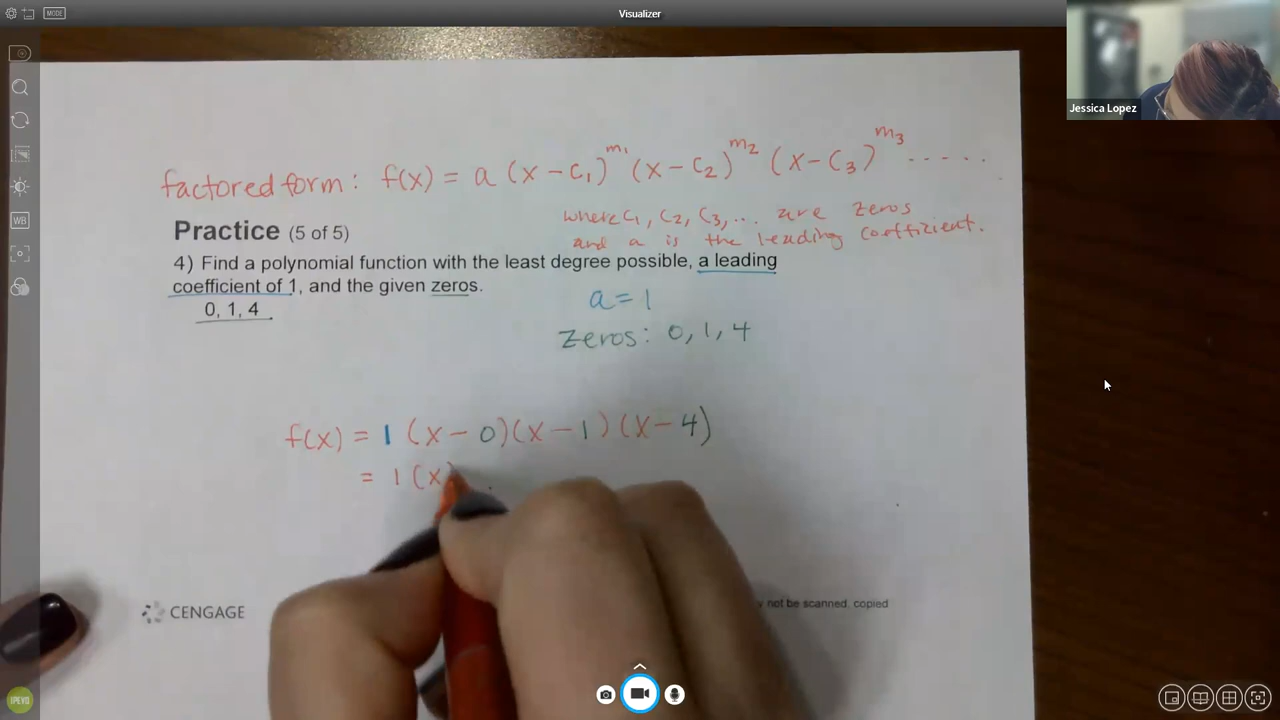 MODE
Visualizer
Jessica Lopez
WB
factored form: f(x) = a (x - c₁)^m₁ (x - c₂)^m₂ (x - c₃)^m₃ .....
where c₁, c₂, c₃, ... are zeros
and a is the leading coefficient.
Practice (5 of 5)
4) Find a polynomial function with the least degree possible, a leading
coefficient of 1, and the given zeros.
0, 1, 4
a = 1
zeros: 0, 1, 4
f(x) = 1 (x - 0)(x - 1)(x - 4)
= 1 (x)
CENGAGE
not be scanned, copied
IPEVO